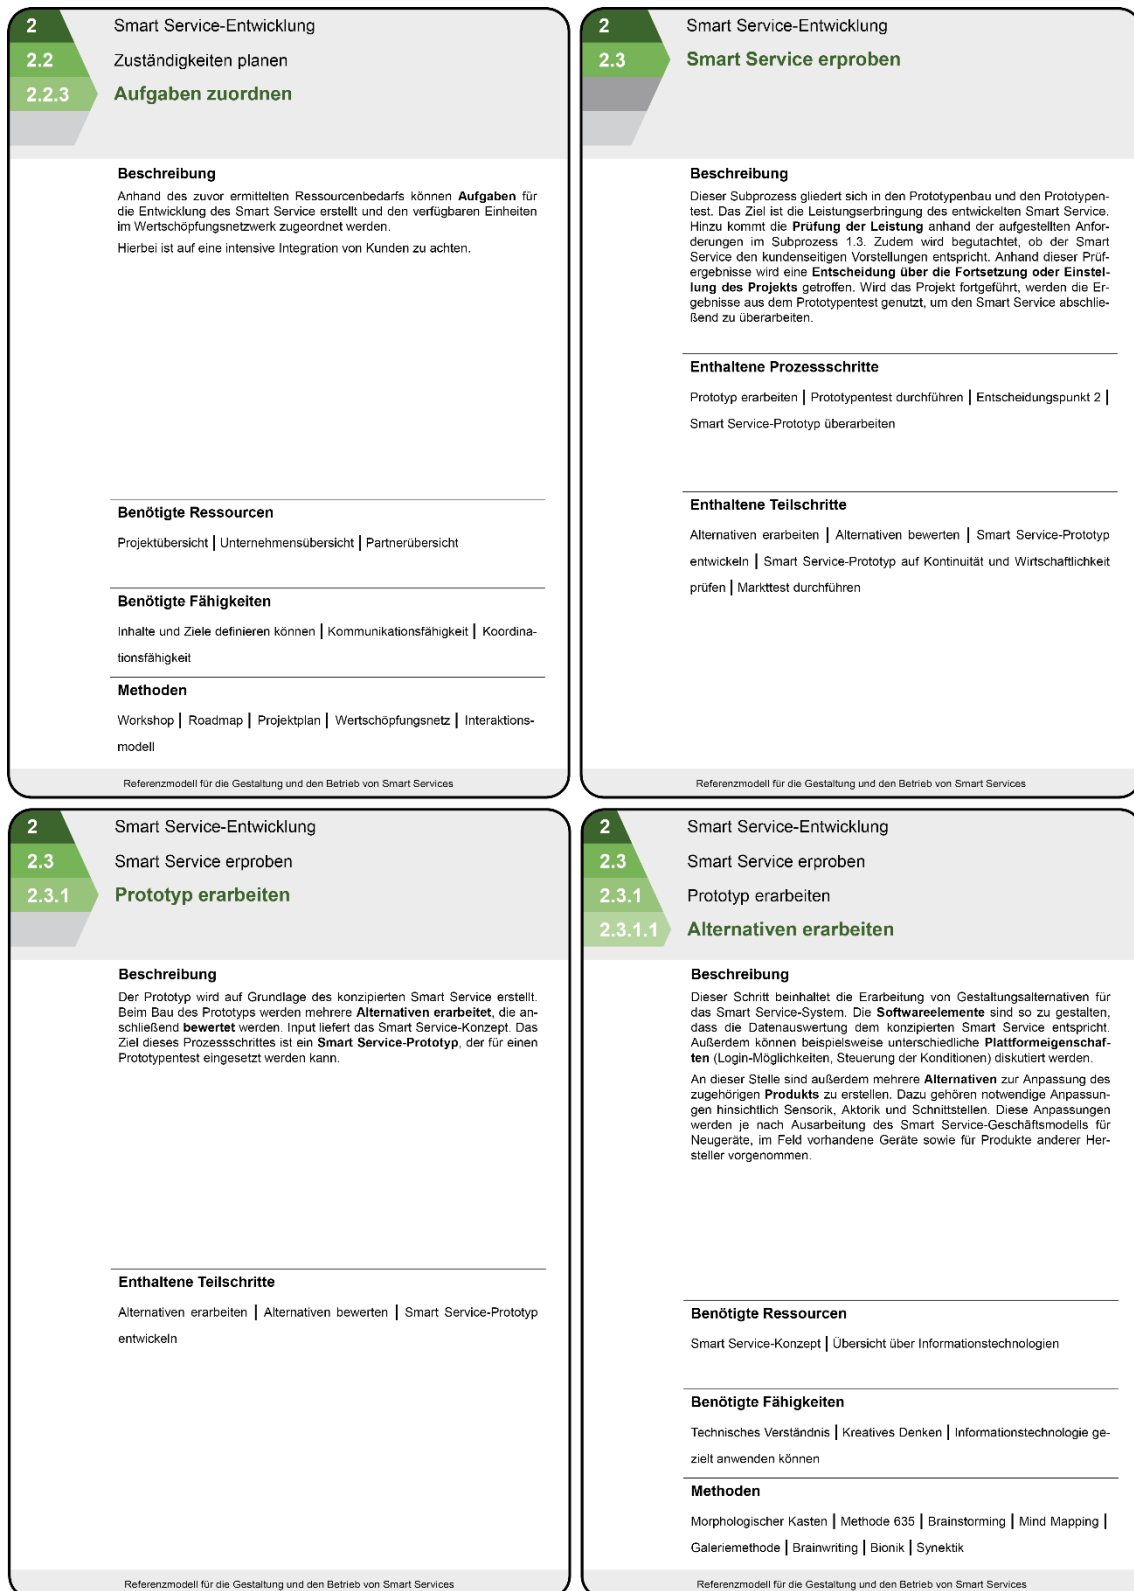 2 Smart Service-Entwicklung
2.2 Zuständigkeiten planen
2.2.3 Aufgaben zuordnen
Beschreibung
Anhand des zuvor ermittelten Ressourcenbedarfs können Aufgaben für
die Entwicklung des Smart Service erstellt und den verfügbaren Einheiten
im Wertschöpfungsnetzwerk zugeordnet werden.
Hierbei ist auf eine intensive Integration von Kunden zu achten.
Benötigte Ressourcen
Projektübersicht | Unternehmensübersicht | Partnerübersicht
Benötigte Fähigkeiten
Inhalte und Ziele definieren können | Kommunikationsfähigkeit | Koordina-
tionsfähigkeit
Methoden
Workshop | Roadmap | Projektplan | Wertschöpfungsnetz | Interaktions-
modell
Referenzmodell für die Gestaltung und den Betrieb von Smart Services
2 Smart Service-Entwicklung
2.3 Smart Service erproben
Beschreibung
Dieser Subprozess gliedert sich in den Prototypenbau und den Prototypen-
test. Das Ziel ist die Leistungserbringung des entwickelten Smart Service.
Hinzu kommt die Prüfung der Leistung anhand der aufgestellten Anfor-
derungen im Subprozess 1.3. Zudem wird begutachtet, ob der Smart
Service den kundenseitigen Vorstellungen entspricht. Anhand dieser Prüf-
ergebnisse wird eine Entscheidung über die Fortsetzung oder Einstel-
lung des Projekts getroffen. Wird das Projekt fortgeführt, werden die Er-
gebnisse aus dem Prototypentest genutzt, um den Smart Service abschlie-
ßend zu überarbeiten.
Enthaltene Prozessschritte
Prototyp erarbeiten | Prototypentest durchführen | Entscheidungspunkt 2 |
Smart Service-Prototyp überarbeiten
Enthaltene Teilschritte
Alternativen erarbeiten | Alternativen bewerten | Smart Service-Prototyp
entwickeln | Smart Service-Prototyp auf Kontinuität und Wirtschaftlichkeit
prüfen | Markttest durchführen
Referenzmodell für die Gestaltung und den Betrieb von Smart Services
2 Smart Service-Entwicklung
2.3 Smart Service erproben
2.3.1 Prototyp erarbeiten
Beschreibung
Der Prototyp wird auf Grundlage des konzipierten Smart Service erstellt.
Beim Bau des Prototyps werden mehrere Alternativen erarbeitet, die an-
schließend bewertet werden. Input liefert das Smart Service-Konzept. Das
Ziel dieses Prozessschrittes ist ein Smart Service-Prototyp, der für einen
Prototypentest eingesetzt werden kann.
Enthaltene Teilschritte
Alternativen erarbeiten | Alternativen bewerten | Smart Service-Prototyp
entwickeln
Referenzmodell für die Gestaltung und den Betrieb von Smart Services
2 Smart Service-Entwicklung
2.3 Smart Service erproben
2.3.1 Prototyp erarbeiten
2.3.1.1 Alternativen erarbeiten
Beschreibung
Dieser Schritt beinhaltet die Erarbeitung von Gestaltungsalternativen für
das Smart Service-System. Die Softwareelemente sind so zu gestalten,
dass die Datenauswertung dem konzipierten Smart Service entspricht.
Außerdem können beispielsweise unterschiedliche Plattformeigenschaf-
ten (Login-Möglichkeiten, Steuerung der Konditionen) diskutiert werden.
An dieser Stelle sind außerdem mehrere Alternativen zur Anpassung des
zugehörigen Produkts zu erstellen. Dazu gehören notwendige Anpassun-
gen hinsichtlich Sensorik, Aktorik und Schnittstellen. Diese Anpassungen
werden je nach Ausarbeitung des Smart Service-Geschäftsmodells für
Neugeräte, im Feld vorhandene Geräte sowie für Produkte anderer Her-
steller vorgenommen.
Benötigte Ressourcen
Smart Service-Konzept | Übersicht über Informationstechnologien
Benötigte Fähigkeiten
Technisches Verständnis | Kreatives Denken | Informationstechnologie ge-
zielt anwenden können
Methoden
Morphologischer Kasten | Methode 635 | Brainstorming | Mind Mapping |
Galeriemethode | Brainwriting | Bionik | Synektik
Referenzmodell für die Gestaltung und den Betrieb von Smart Services